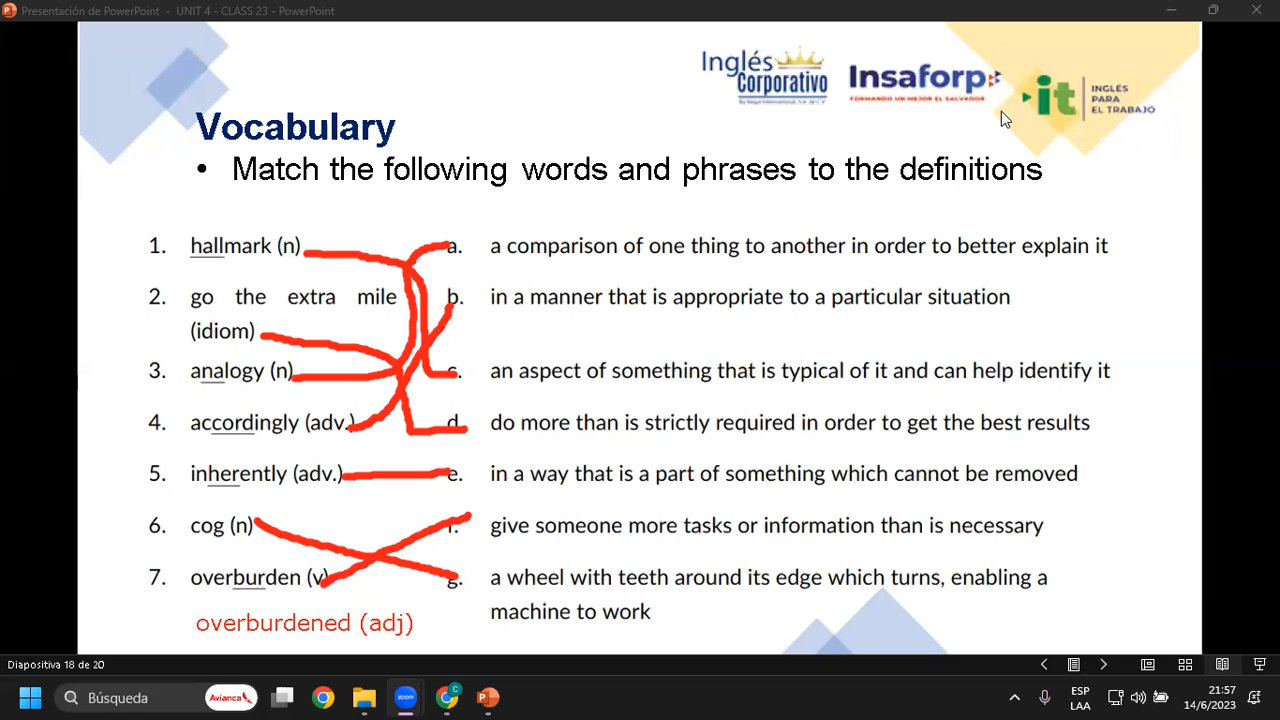 Presentación de PowerPoint - UNIT 4 - CLASS 23 - PowerPoint
Inglés
Corporativo
Insaforp
FORMANDO UN MEJOR EL SALVADOR
it
INGLÉS
PARA
EL TRABAJO
Vocabulary
• Match the following words and phrases to the definitions
1. hallmark (n) a. a comparison of one thing to another in order to better explain it
2. go the extra mile b. in a manner that is appropriate to a particular situation
(idiom)
3. analogy (n) c. an aspect of something that is typical of it and can help identify it
4. accordingly (adv.) d. do more than is strictly required in order to get the best results
5. inherently (adv.) e. in a way that is a part of something which cannot be removed
6. cog (n) f. give someone more tasks or information than is necessary
7. overburden (v) g. a wheel with teeth around its edge which turns, enabling a
machine to work
overburdened (adj)
Diapositiva 18 de 20
Búsqueda
Avianca
zoom
C
ESP
LAA
21:57
14/6/2023